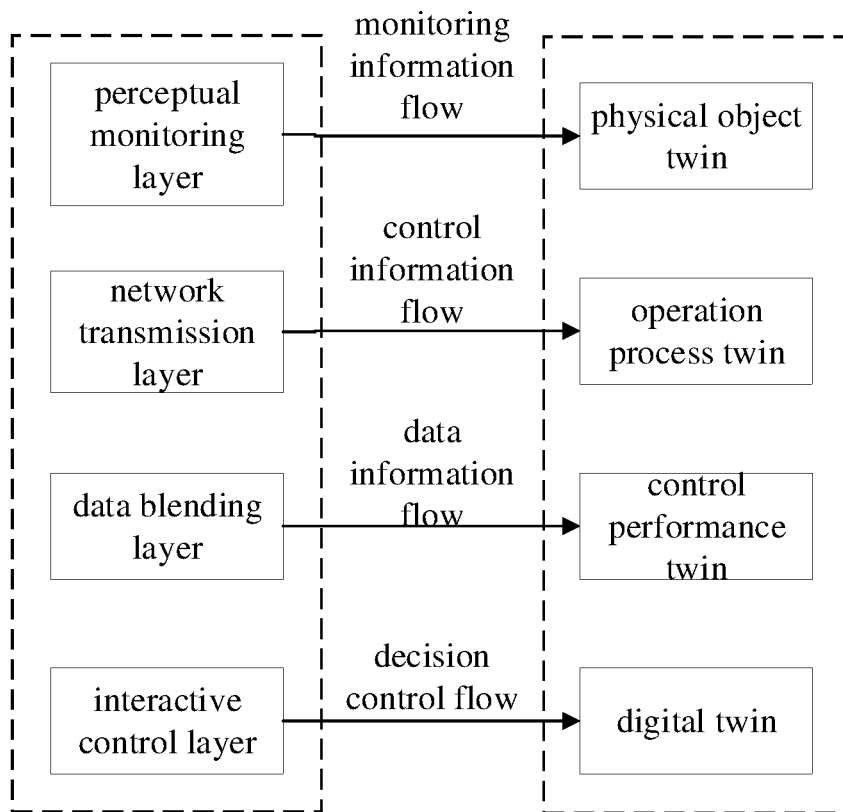 monitoring
information
flow
perceptual
monitoring
layer
physical object
twin
control
information
flow
network
transmission
layer
operation
process twin
data
information
flow
data blending
layer
control
performance
twin
decision
control flow
interactive
control layer
digital twin